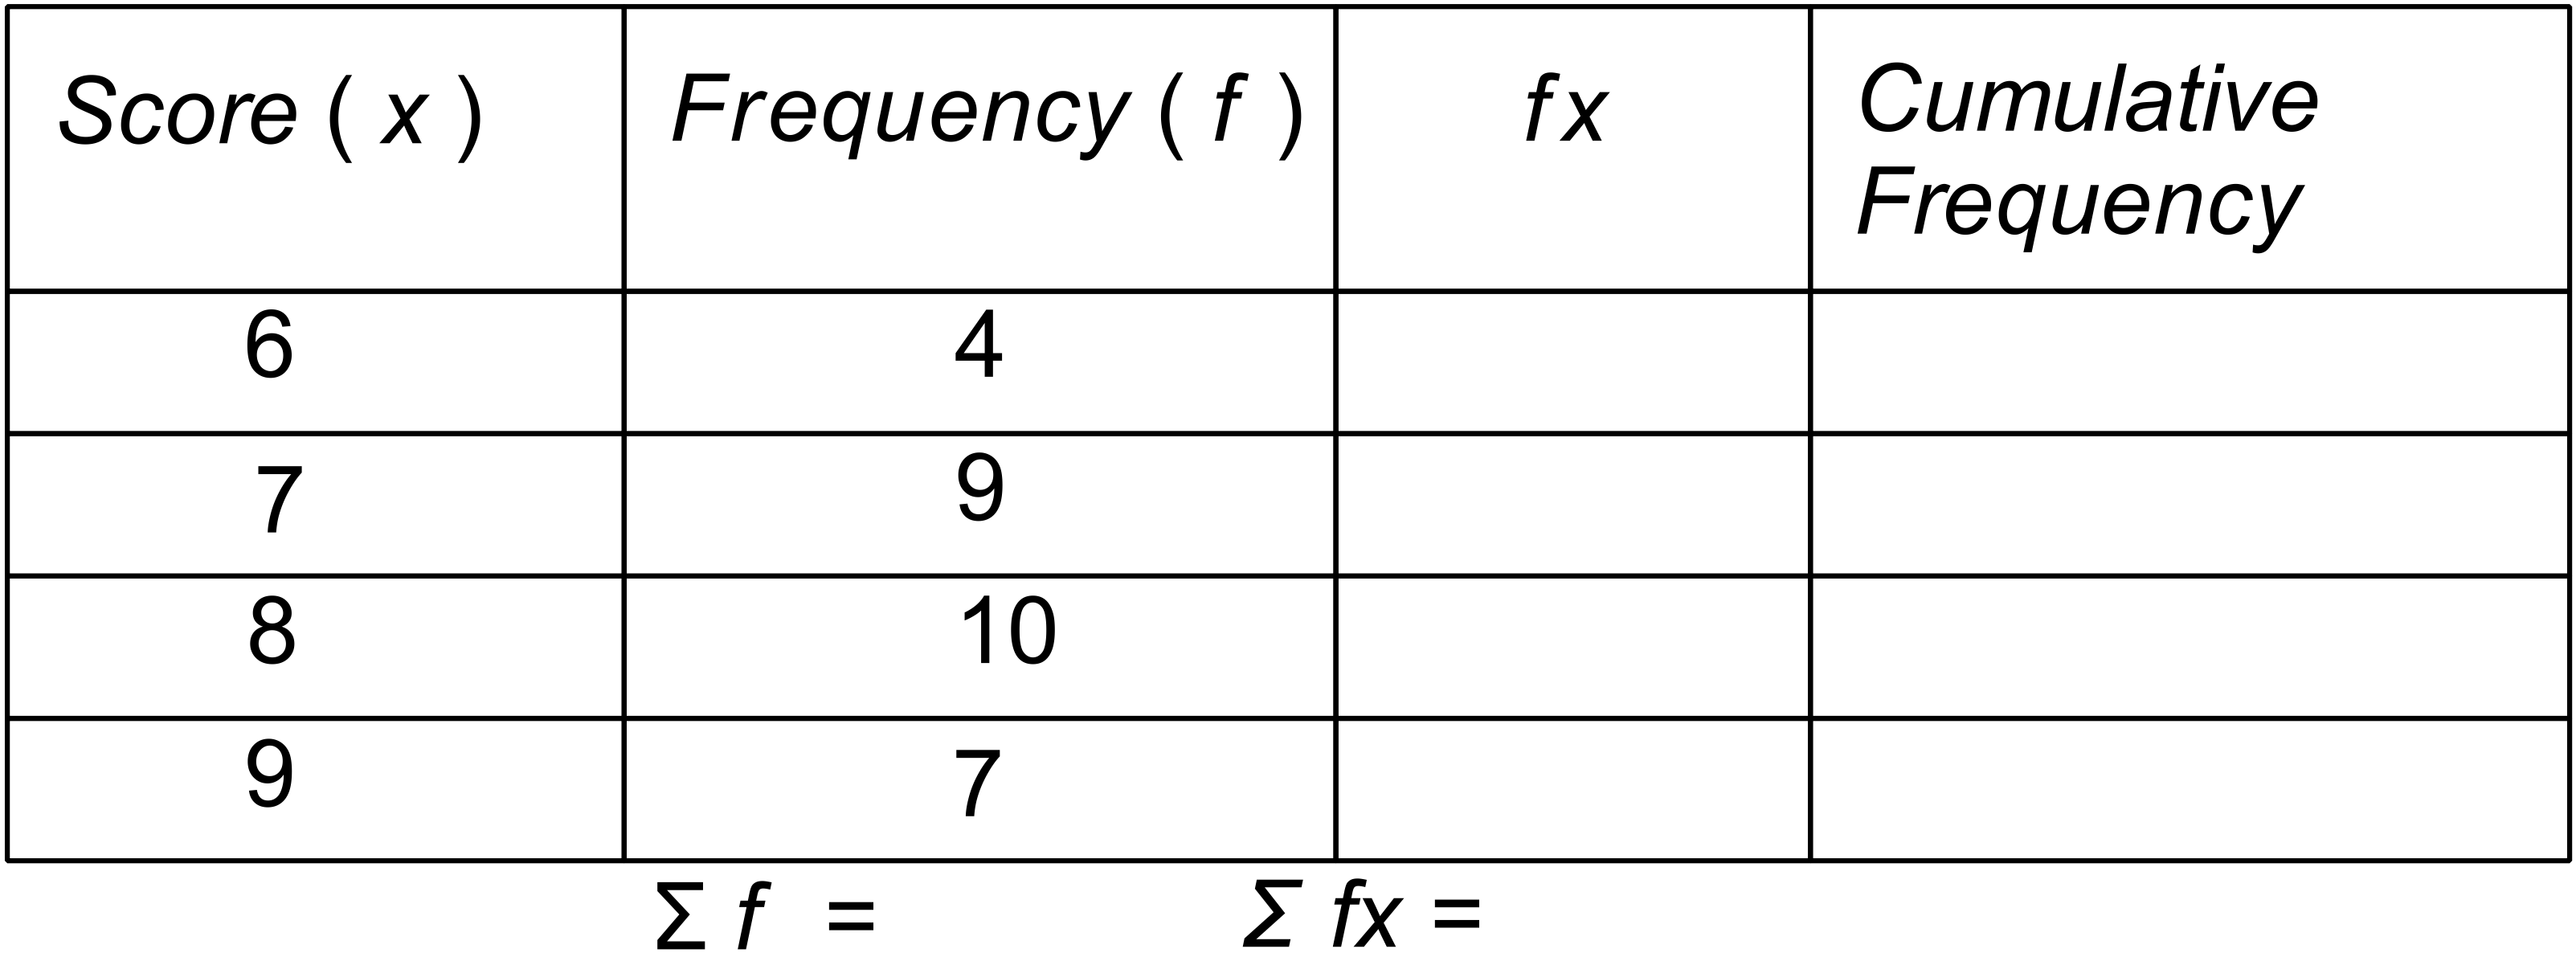 Score ( x ) Frequency ( f ) fx Cumulative
Frequency
6 4
7 9
8 10
9 7
Σ f = Σ fx =